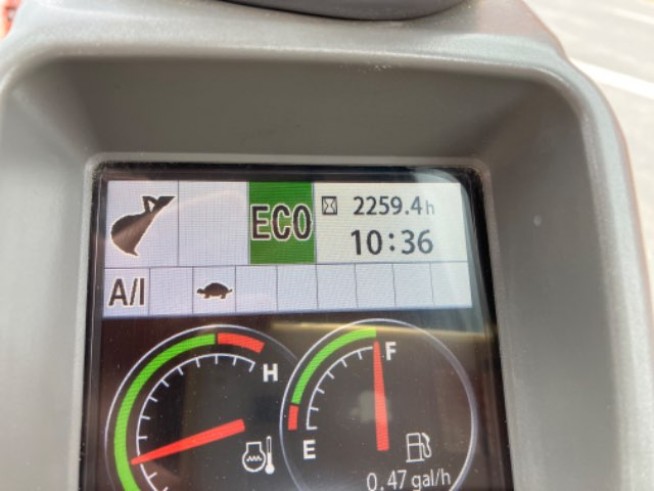 ECO
2259.4h
10:36
A/I
H
F
E
0.47 gal/h